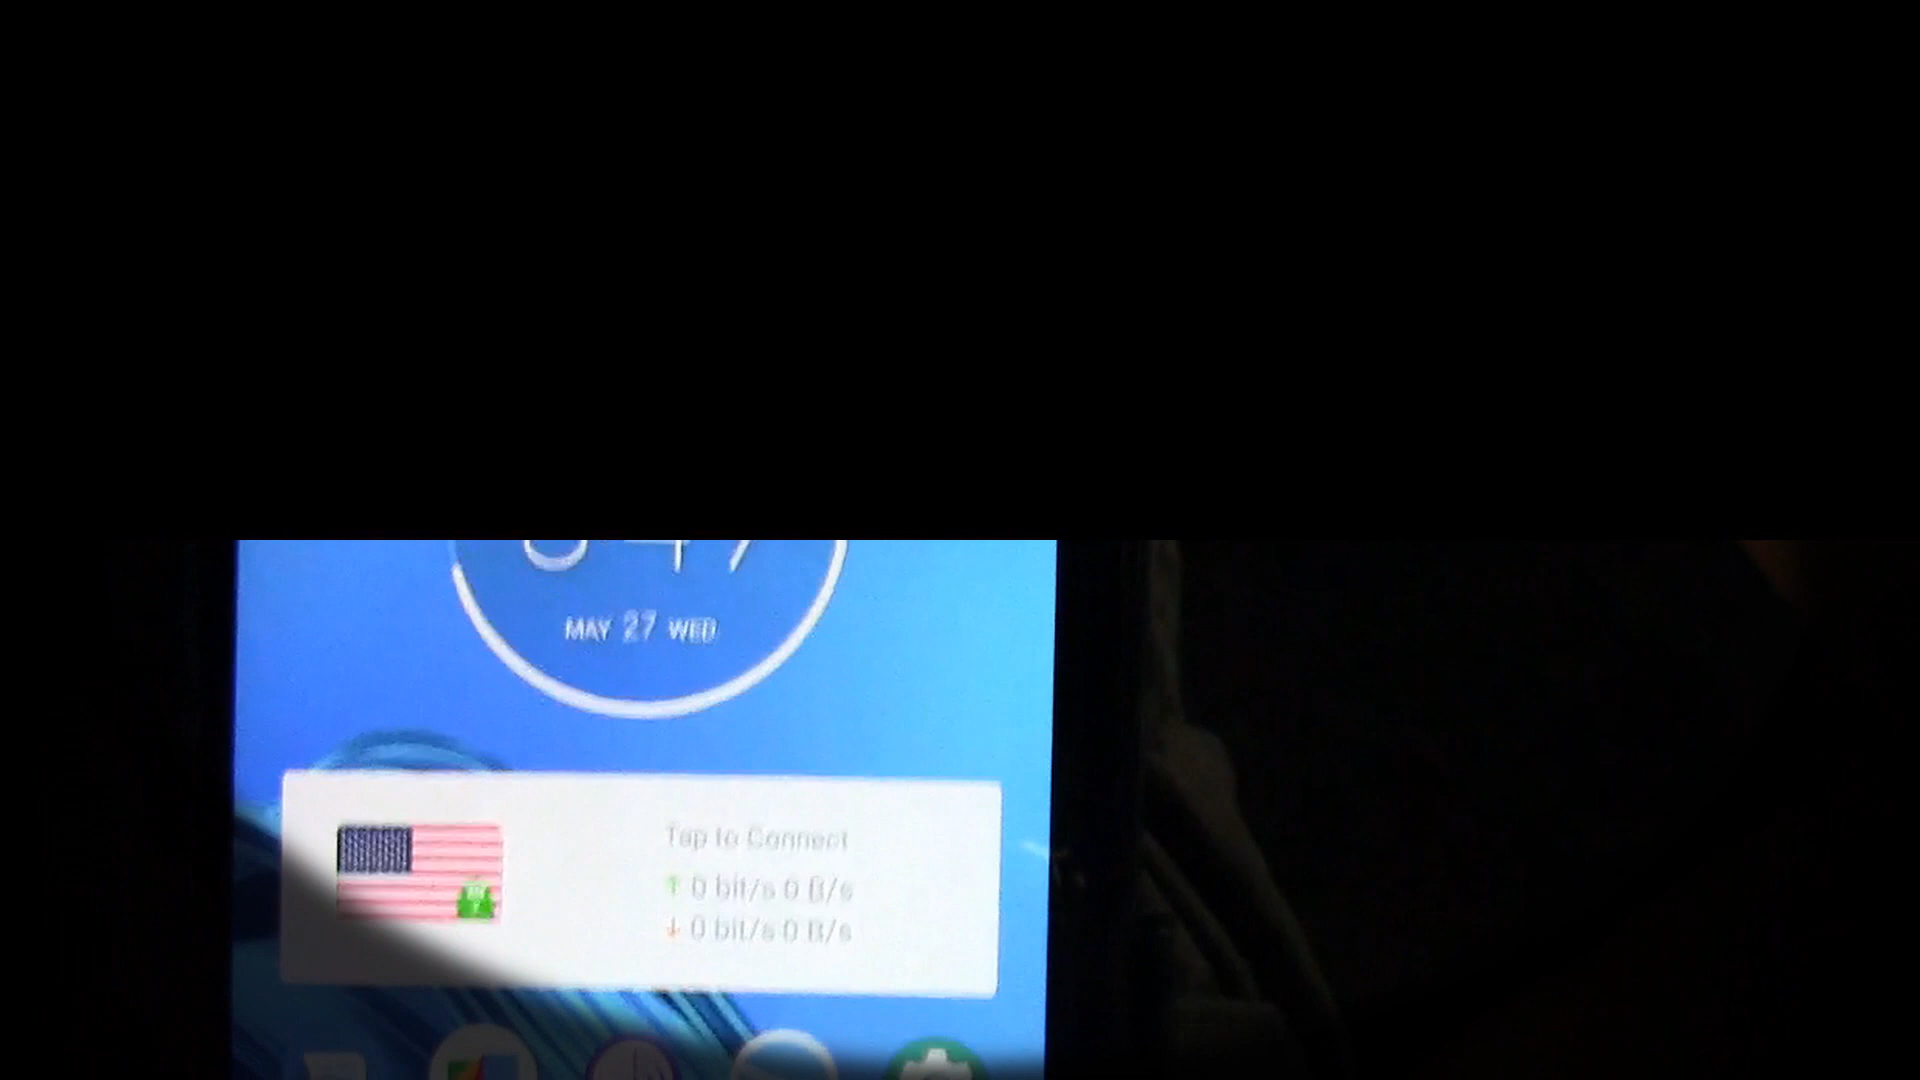 MAY 27 WED
Tap to Connect
↑ 0 bit/s 0 B/s
↓ 0 bit/s 0 B/s